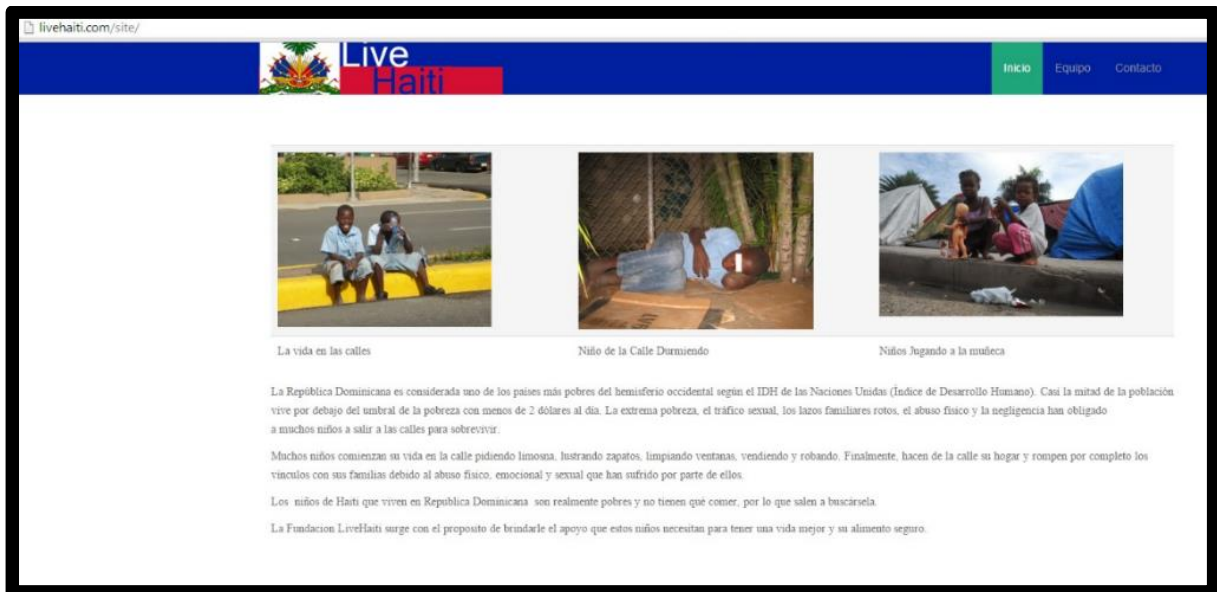 livehaiti.com/site/
Live
Haiti
Inicio Equipo Contacto
La vida en las calles
Niño de la Calle Durmiendo
Niños Jugando a la muñeca
La República Dominicana es considerada uno de los países más pobres del hemisferio occidental según el IDH de las Naciones Unidas (Índice de Desarrollo Humano). Casi la mitad de la población
vive por debajo del umbral de la pobreza con menos de 2 dólares al día. La extrema pobreza, el tráfico sexual, los lazos familiares rotos, el abuso físico y la negligencia han obligado
a muchos niños a salir a las calles para sobrevivir.
Muchos niños comienzan su vida en la calle pidiendo limosna, lustrando zapatos, limpiando ventanas, vendiendo y robando. Finalmente, hacen de la calle su hogar y rompen por completo los
vínculos con sus familias debido al abuso físico, emocional y sexual que han sufrido por parte de ellos.
Los niños de Haiti que viven en Republica Dominicana son realmente pobres y no tienen qué comer, por lo que salen a buscársela.
La Fundacion LiveHaiti surge con el proposito de brindarle el apoyo que estos niños necesitan para tener una vida mejor y su alimento seguro.